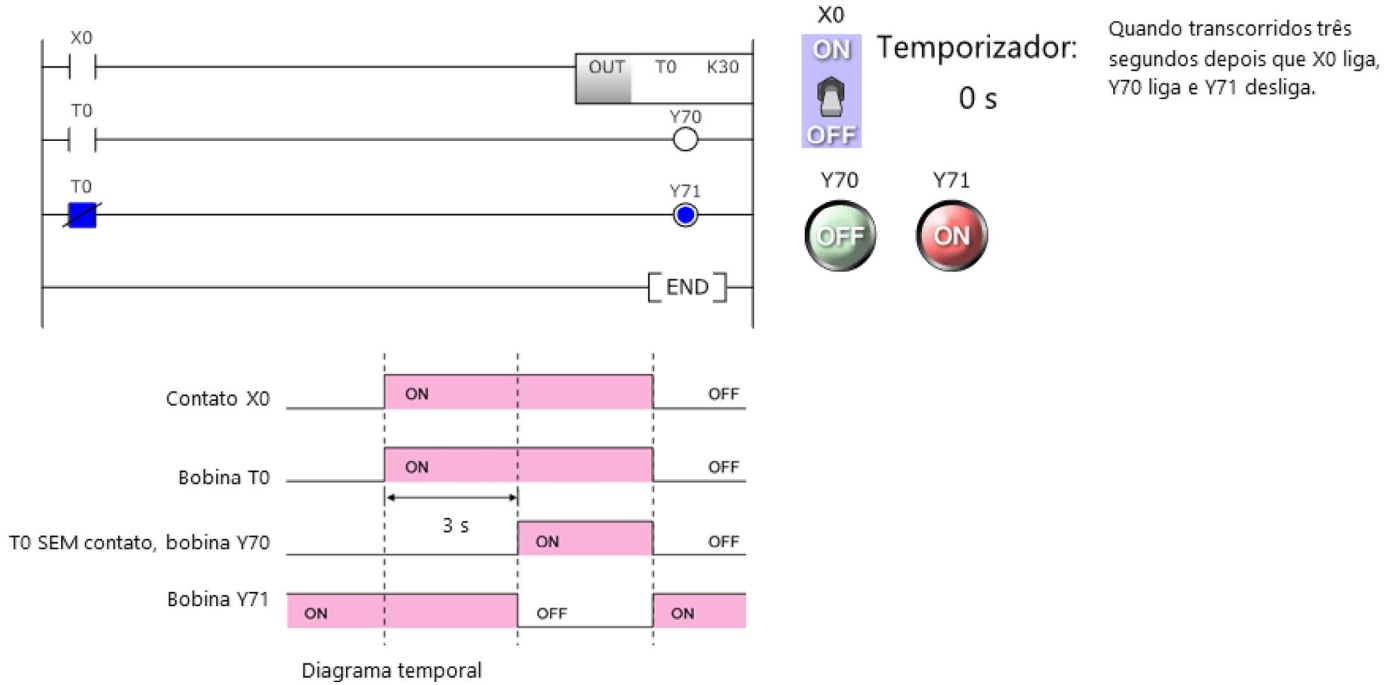 X0
OUT T0 K30
T0
Y70
T0
Y71
END
X0
ON
OFF
Temporizador:
0 s
Quando transcorridos três
segundos depois que X0 liga,
Y70 liga e Y71 desliga.
Y70 Y71
OFF ON
Contato X0 ON OFF
Bobina T0 ON OFF
3 s
T0 SEM contato, bobina Y70 ON OFF
Bobina Y71 ON OFF ON
Diagrama temporal